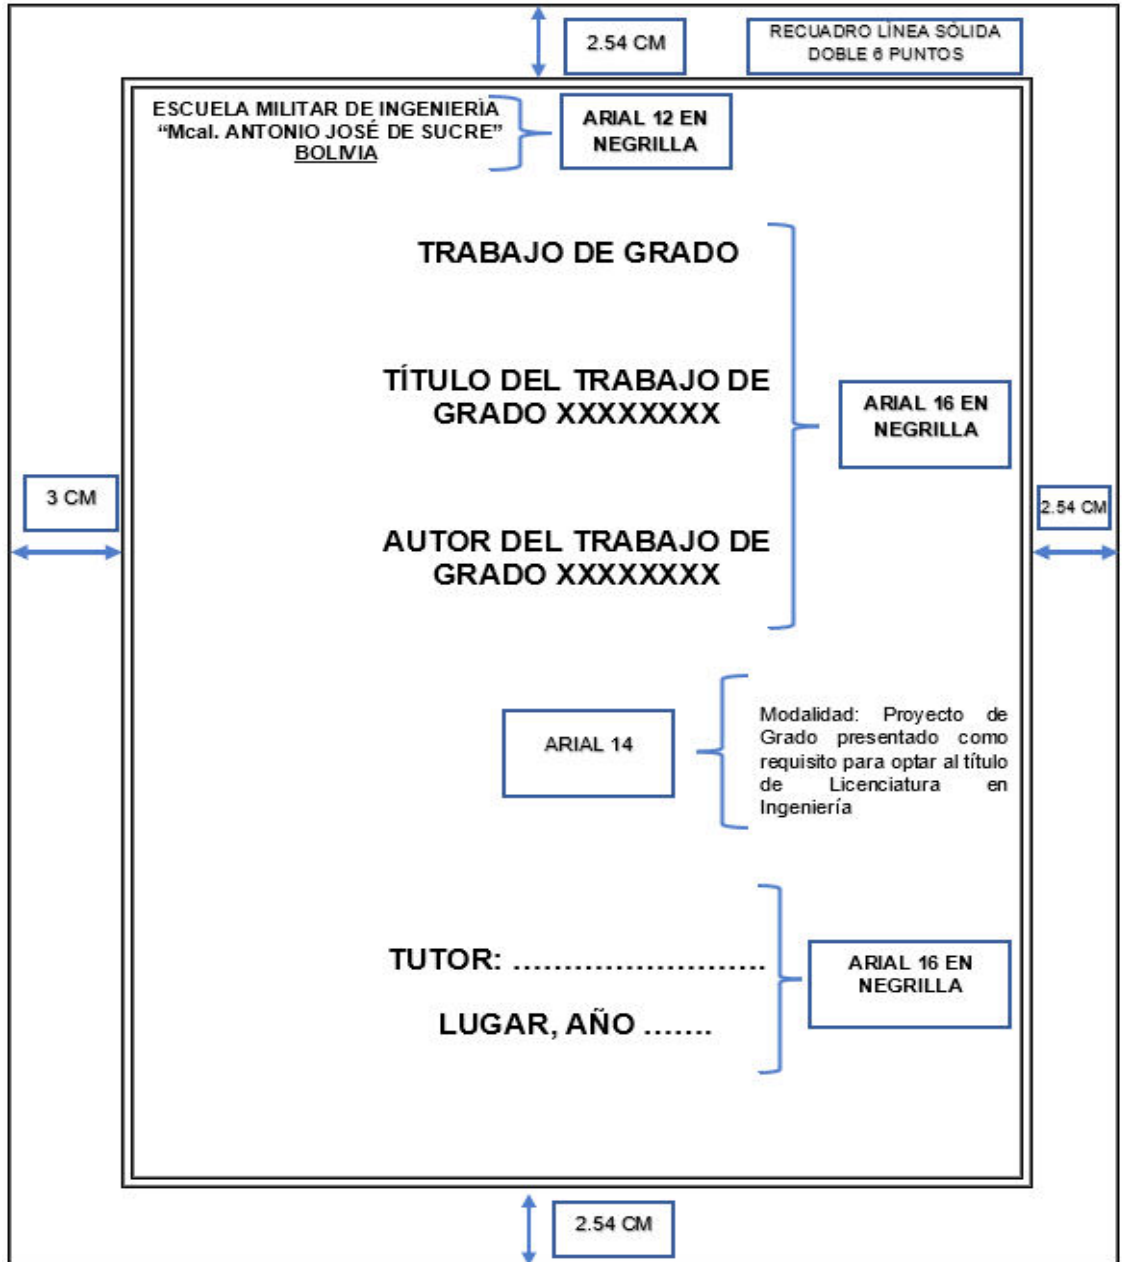 2.54 CM
RECUADRO LÍNEA SÓLIDA
DOBLE 6 PUNTOS
ESCUELA MILITAR DE INGENIERÍA
“Mcal. ANTONIO JOSÉ DE SUCRE”
BOLIVIA
ARIAL 12 EN
NEGRILLA
TRABAJO DE GRADO
TÍTULO DEL TRABAJO DE
GRADO XXXXXXXX
ARIAL 16 EN
NEGRILLA
3 CM
2.54 CM
AUTOR DEL TRABAJO DE
GRADO XXXXXXXX
ARIAL 14
Modalidad: Proyecto de
Grado presentado como
requisito para optar al título
de Licenciatura en
Ingeniería
TUTOR: ............................
LUGAR, AÑO .......
ARIAL 16 EN
NEGRILLA
2.54 CM